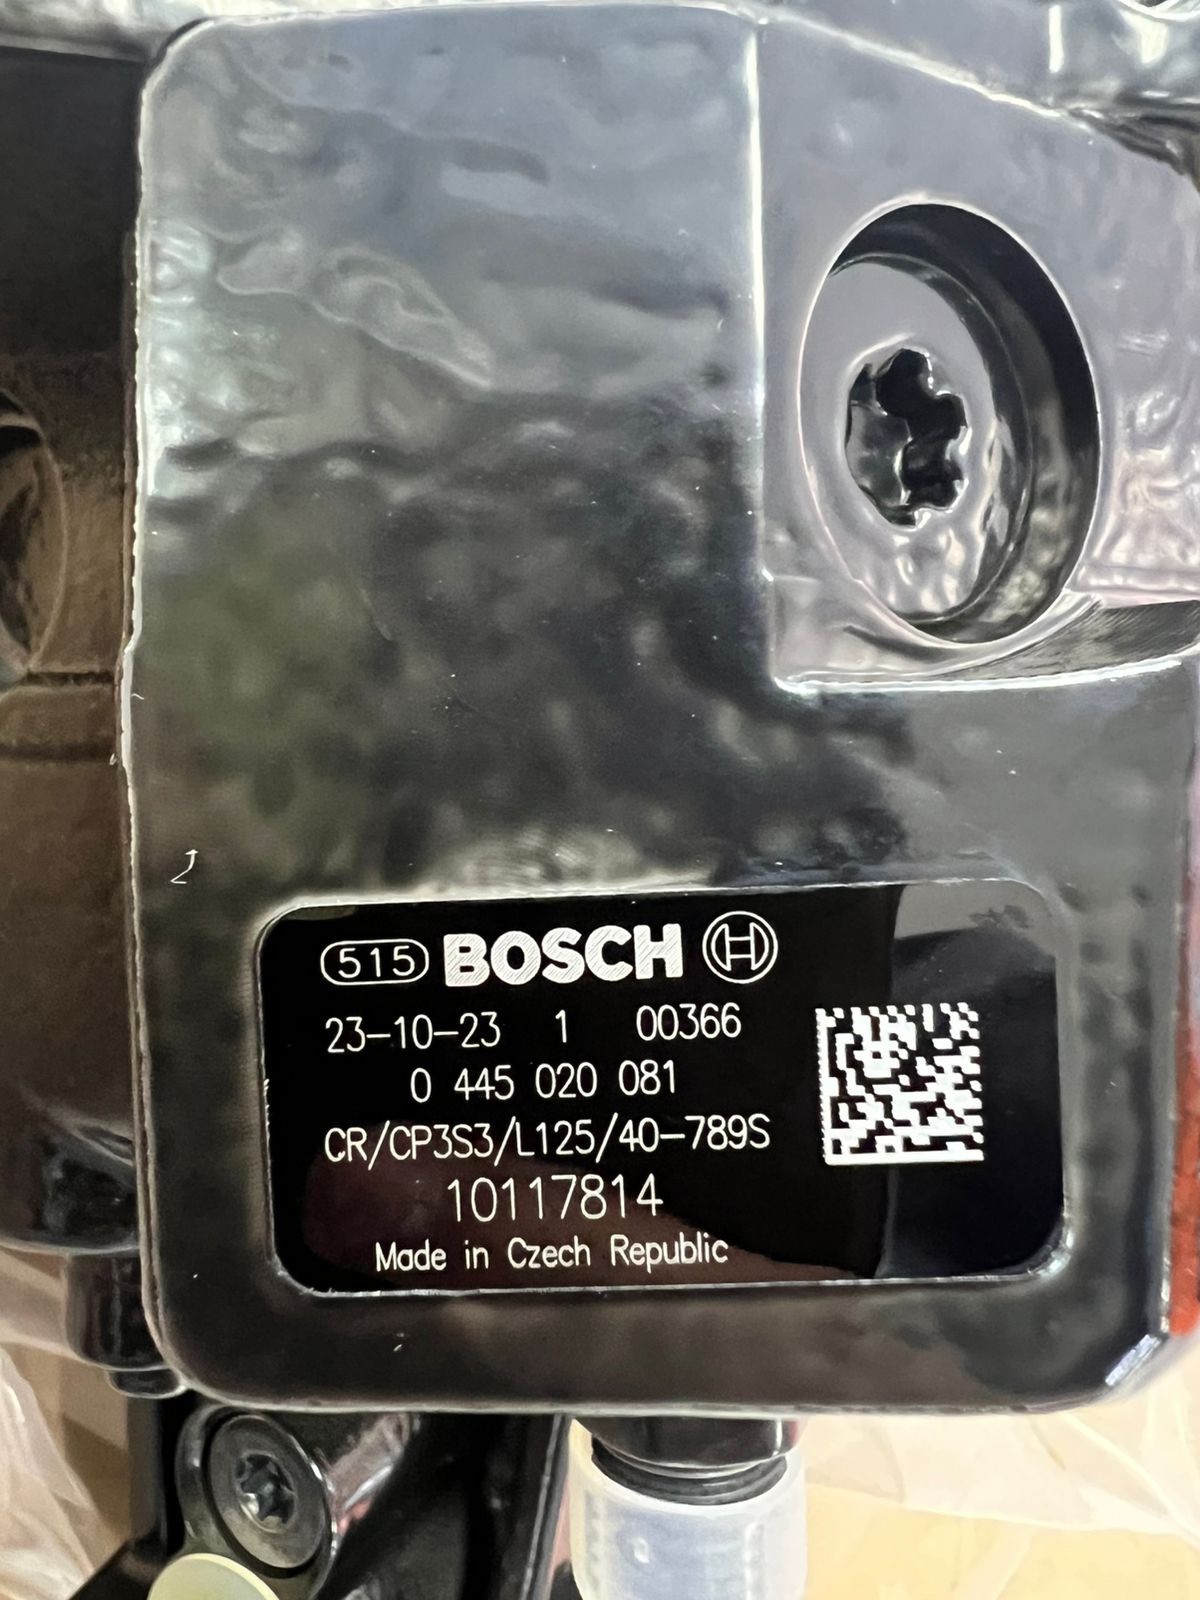 515 BOSCH
23-10-23 1 00366
0 445 020 081
CR/CP3S3/L125/40-789S
10117814
Made in Czech Republic